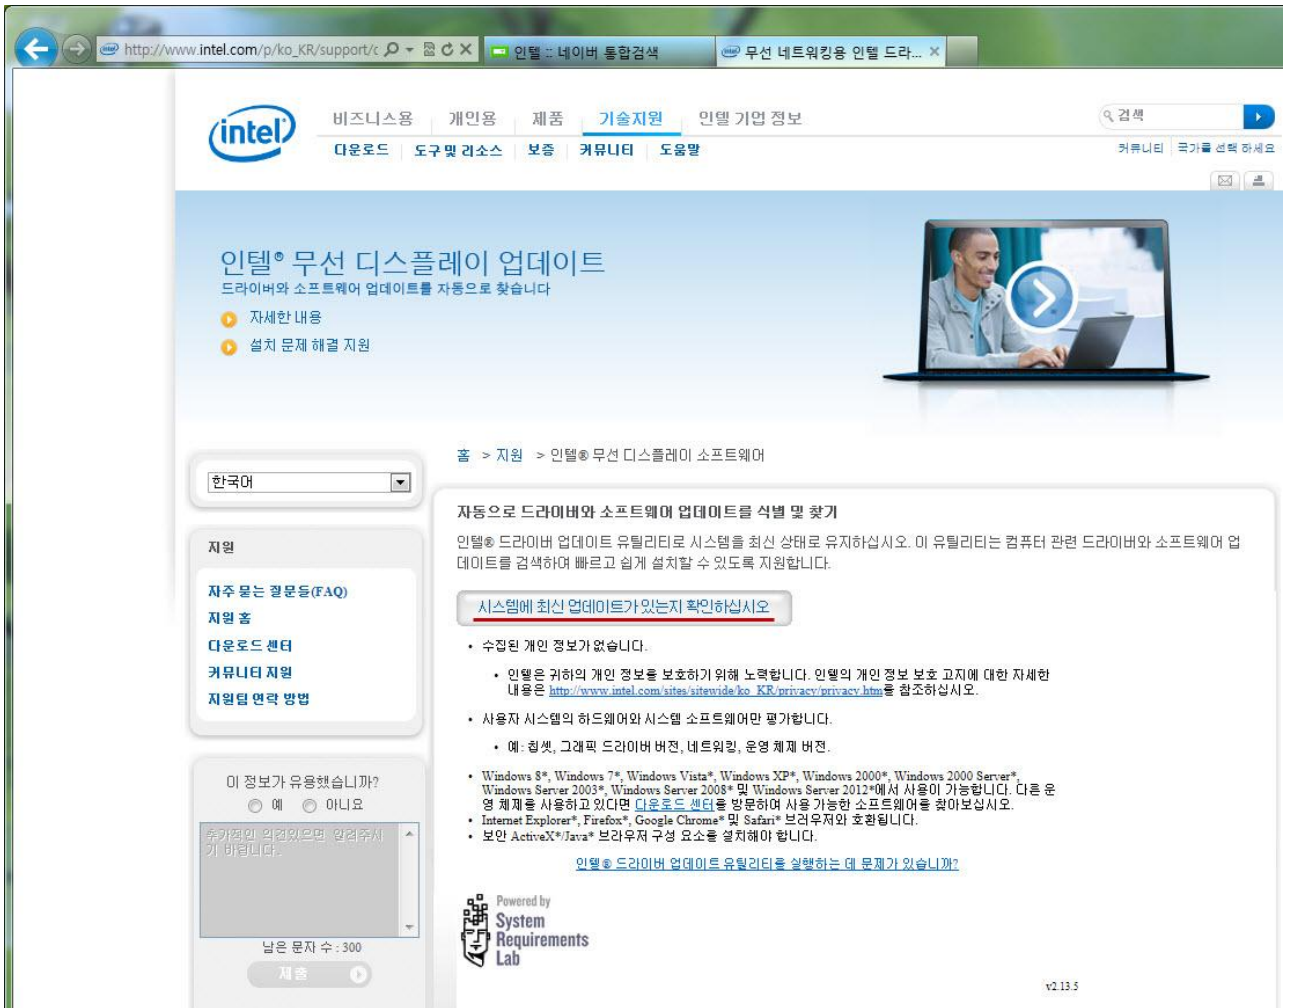 http://www.intel.com/p/ko_KR/support/c
인텔 :: 네이버 통합검색
무선 네트워킹용 인텔 드라...
intel
비즈니스용 개인용 제품 기술지원 인텔 기업 정보
검색
다운로드 도구 및 리소스 보증 커뮤니티 도움말
커뮤니티 국가를 선택 하세요
인텔® 무선 디스플레이 업데이트
드라이버와 소프트웨어 업데이트를 자동으로 찾습니다
자세한 내용
설치 문제 해결 지원
홈 > 지원 > 인텔® 무선 디스플레이 소프트웨어
한국어
자동으로 드라이버와 소프트웨어 업데이트를 식별 및 찾기
인텔® 드라이버 업데이트 유틸리티로 시스템을 최신 상태로 유지하십시오. 이 유틸리티는 컴퓨터 관련 드라이버와 소프트웨어 업
데이트를 검색하여 빠르고 쉽게 설치할 수 있도록 지원합니다.
지원
자주 묻는 질문들(FAQ)
지원 홈
다운로드 센터
커뮤니티 지원
지원팀 연락 방법
시스템에 최신 업데이트가 있는지 확인하십시오
• 수집된 개인 정보가 없습니다.
• 인텔은 귀하의 개인 정보를 보호하기 위해 노력합니다. 인텔의 개인 정보 보호 고지에 대한 자세한
내용은 http://www.intel.com/sites/sitewide/ko_KR/privacy/privacy.htm를 참조하십시오.
• 사용자 시스템의 하드웨어와 시스템 소프트웨어만 평가합니다.
• 예: 칩셋, 그래픽 드라이버 버전, 네트워킹, 운영 체제 버전.
• Windows 8*, Windows 7*, Windows Vista*, Windows XP*, Windows 2000*, Windows 2000 Server*,
Windows Server 2003*, Windows Server 2008* 및 Windows Server 2012*에서 사용이 가능합니다. 다른 운
영 체제를 사용하고 있다면 다운로드 센터를 방문하여 사용 가능한 소프트웨어를 찾아보십시오.
• Internet Explorer*, Firefox*, Google Chrome* 및 Safari* 브라우저와 호환됩니다.
• 보안 ActiveX*/Java* 브라우저 구성 요소를 설치해야 합니다.
인텔® 드라이버 업데이트 유틸리티를 실행하는 데 문제가 있습니까?
이 정보가 유용했습니까?
예 아니요
추가적인 의견있으면 알려주시
기 바랍니다.
남은 문자 수 : 300
제출
Powered by
System
Requirements
Lab
v2.13.5